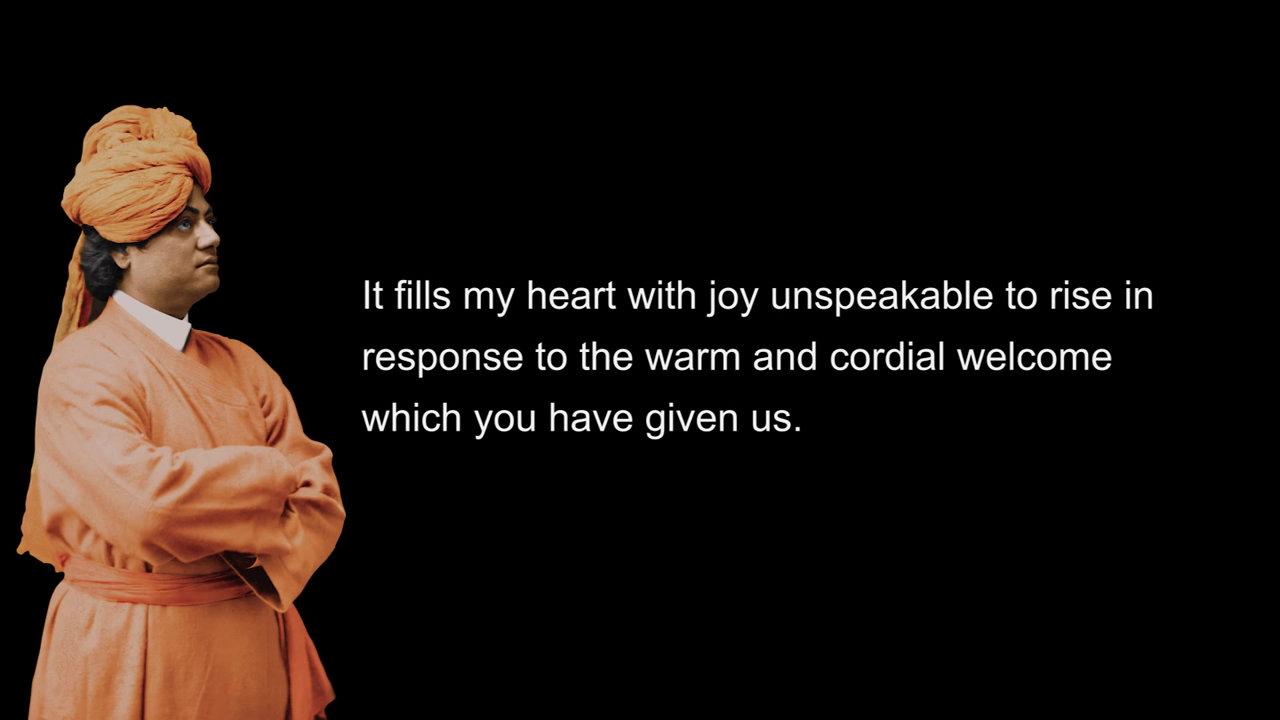 It fills my heart with joy unspeakable to rise in
response to the warm and cordial welcome
which you have given us.